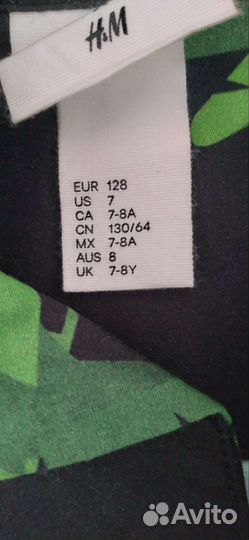 H&M
EUR 128
US 7
CA 7-8A
CN 130/64
MX 7-8A
AUS 8
UK 7-8Y
Avito